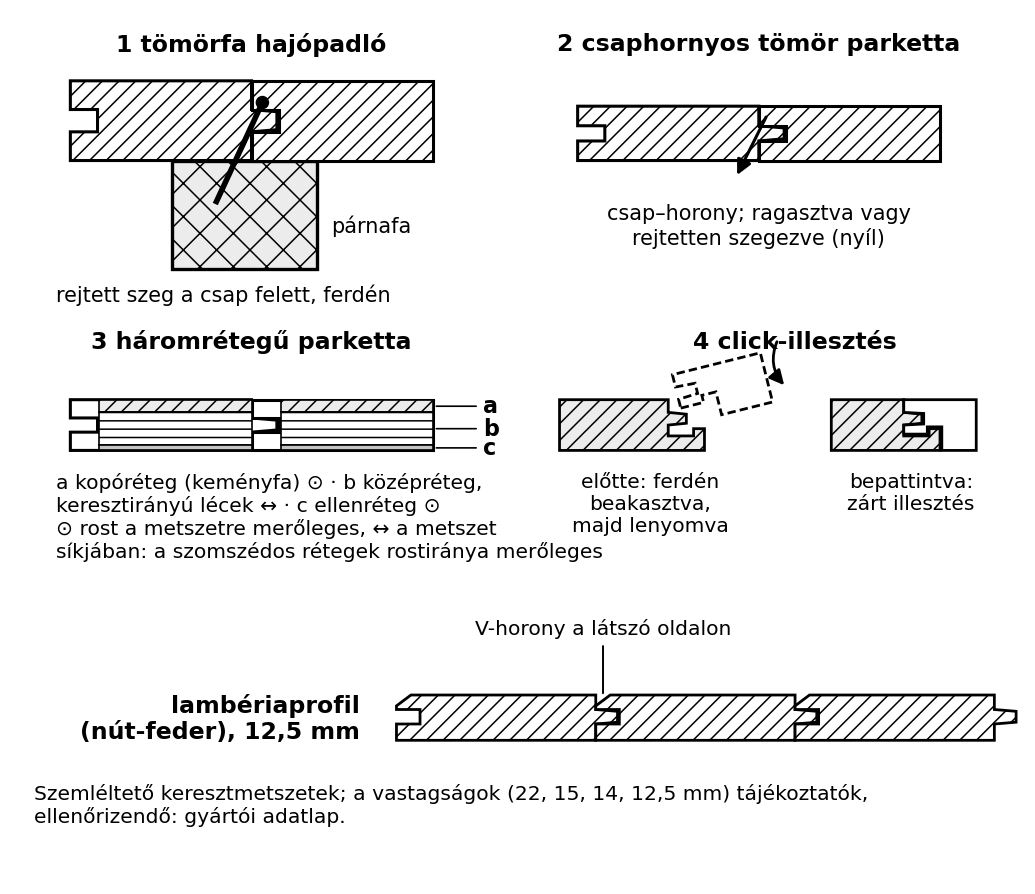 1 tömörfa hajópadló
2 csaphornyos tömör parketta
párnafa
csap–horony; ragasztva vagy
rejtetten szegezve (nyíl)
rejtett szeg a csap felett, ferdén
3 háromrétegű parketta
4 click-illesztés
a
b
c
a kopóréteg (keményfa) ⊙ · b középréteg,
keresztirányú lécek ↔ · c ellenréteg ⊙
⊙ rost a metszetre merőleges, ↔ a metszet
síkjában: a szomszédos rétegek rostiránya merőleges
előtte: ferdén
beakasztva,
majd lenyomva
bepattintva:
zárt illesztés
V-horony a látszó oldalon
lambériaprofil
(nút-feder), 12,5 mm
Szemléltető keresztmetszetek; a vastagságok (22, 15, 14, 12,5 mm) tájékoztatók,
ellenőrizendő: gyártói adatlap.